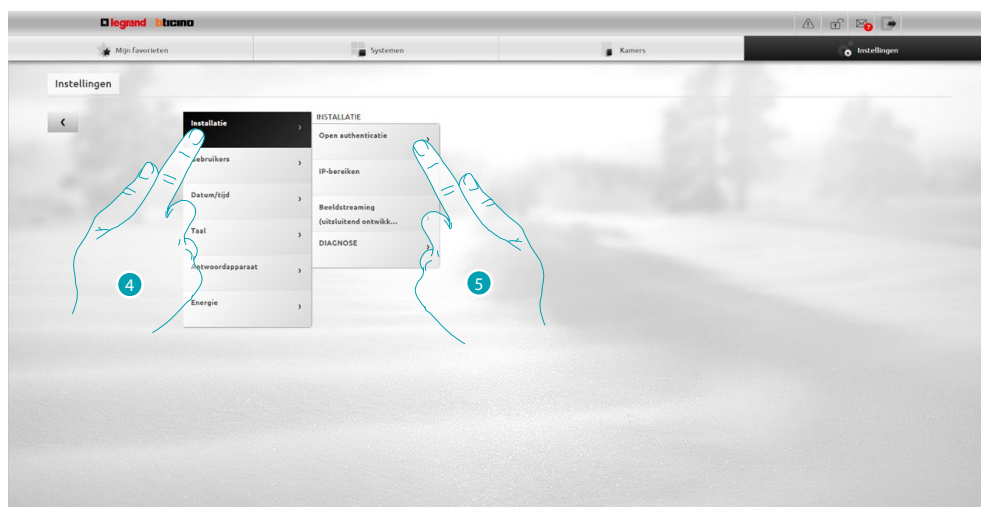 legrand bticino
7
Mijn favorieten
Systemen
Kamers
Instellingen
Instellingen
Installatie
Gebruikers
Datum/tijd
Taal
Antwoordapparaat
Energie
INSTALLATIE
Open authenticatie
IP-bereiken
Beeldstreaming
(uitsluitend ontwikk...
DIAGNOSE
4
5